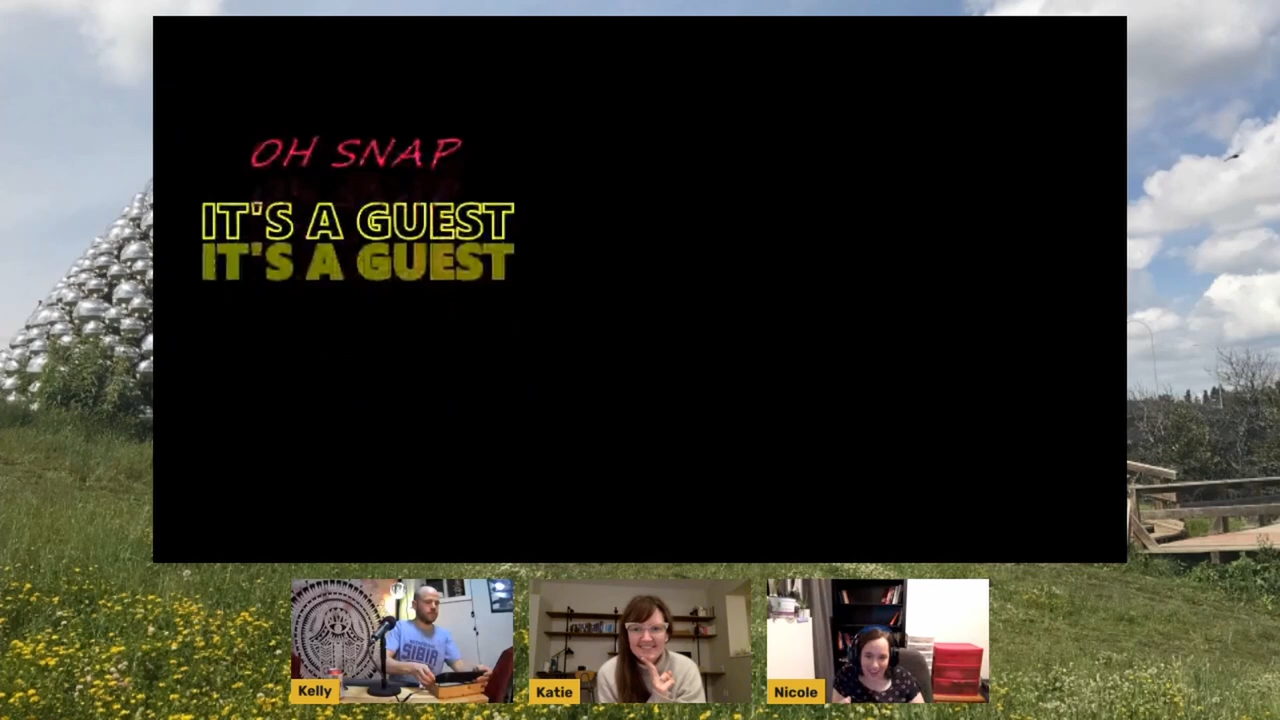 OH SNAP
IT'S A GUEST
IT'S A GUEST
SIBIR
Kelly
Katie
Nicole